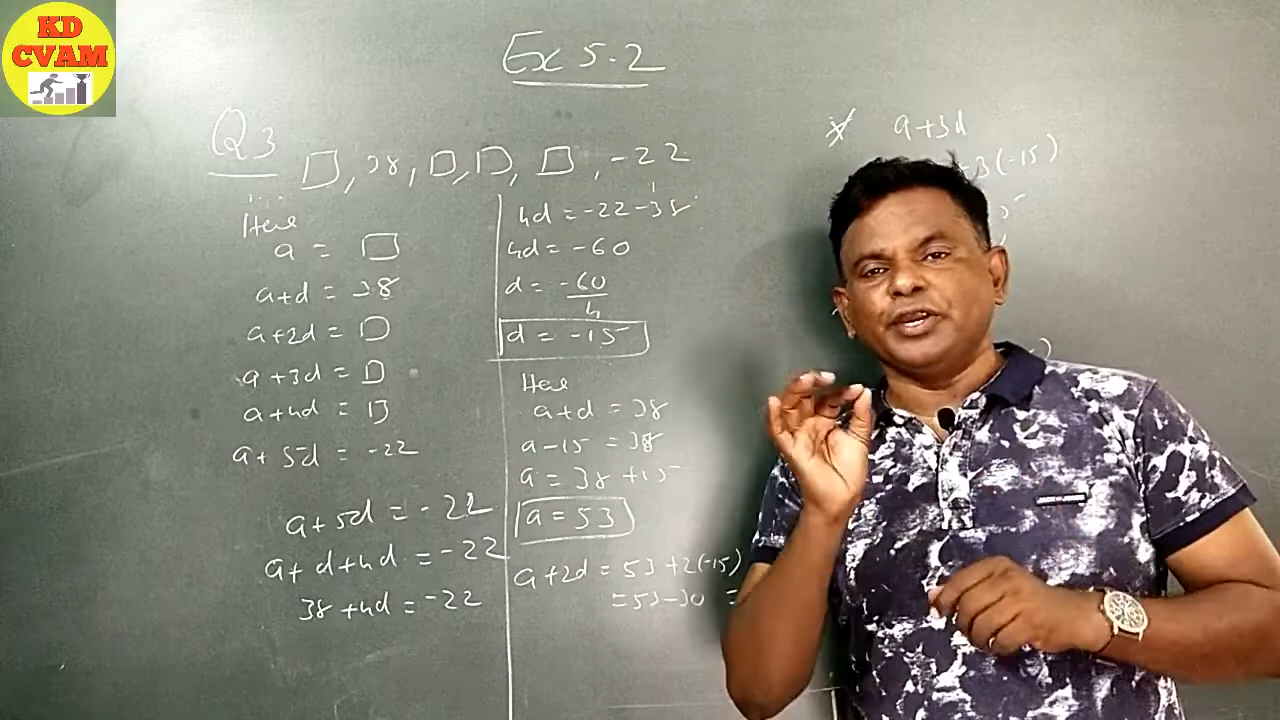 KD
CVAM
Ex 5.2
Q3
□, 38, □, □, □, -22
Here
a = □
a+d = 38
a+2d = □
a+3d = □
a+4d = □
a+5d = -22
a+5d = -22
a+d+4d = -22
38+4d = -22
4d = -22-38
4d = -60
d = -60
4
d = -15
Here
a+d = 38
a-15 = 38
a = 38+15
a = 53
a+2d = 53+2(-15)
=53-30 =
a+3d
+3(-15)